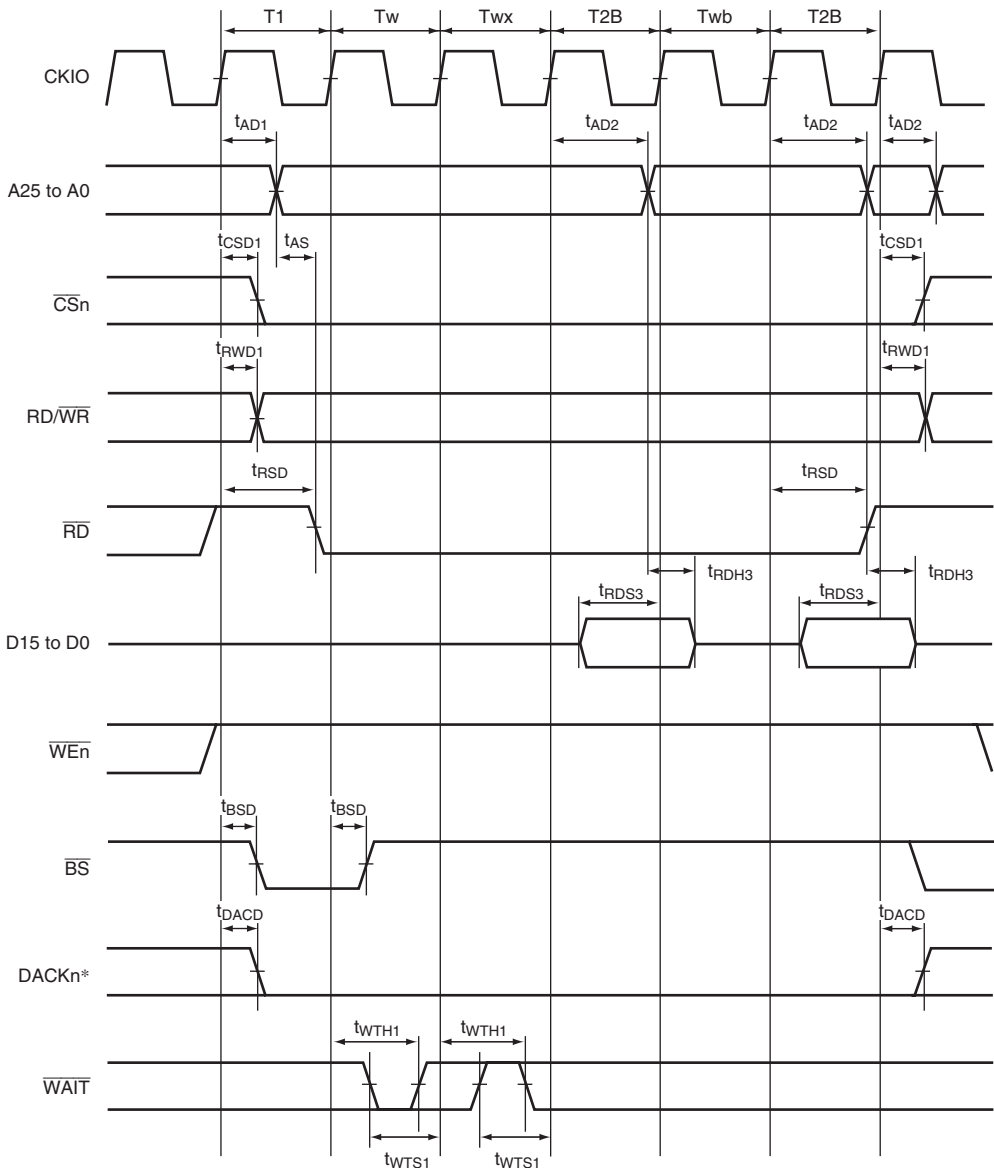 T1 Tw Twx T2B Twb T2B
CKIO
tAD1 tAD2 tAD2 tAD2
A25 to A0
tCSD1 tAS tCSD1
CSn
tRWD1 tRWD1
RD/WR
tRSD tRSD
RD
tRDH3 tRDH3
tRDS3 tRDS3
D15 to D0
WEn
tBSD tBSD
BS
tDACD tDACD
DACKn*
tWTH1 tWTH1
WAIT
tWTS1 tWTS1